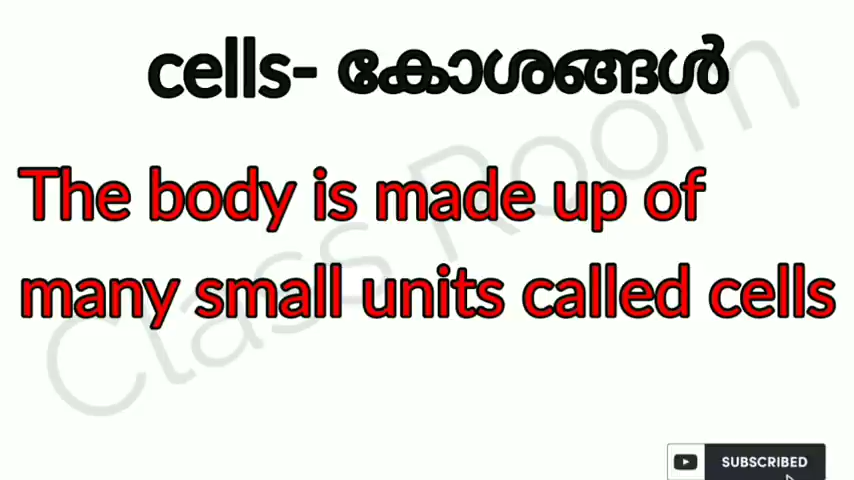 cells- കോശങ്ങൾ
The body is made up of
many small units called cells
Class Room
SUBSCRIBED